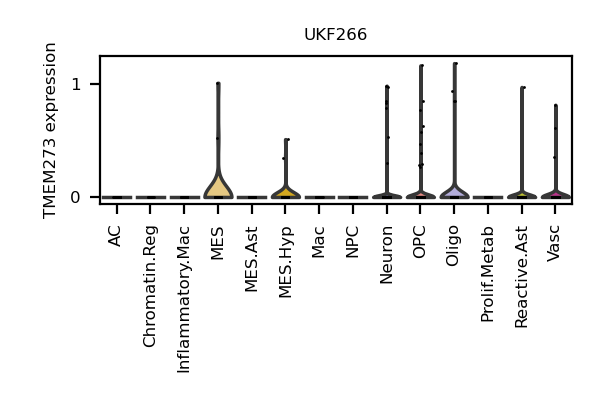 UKF266
TMEM273 expression
1
0
AC
Chromatin.Reg
Inflammatory.Mac
MES
MES.Ast
MES.Hyp
Mac
NPC
Neuron
OPC
Oligo
Prolif.Metab
Reactive.Ast
Vasc